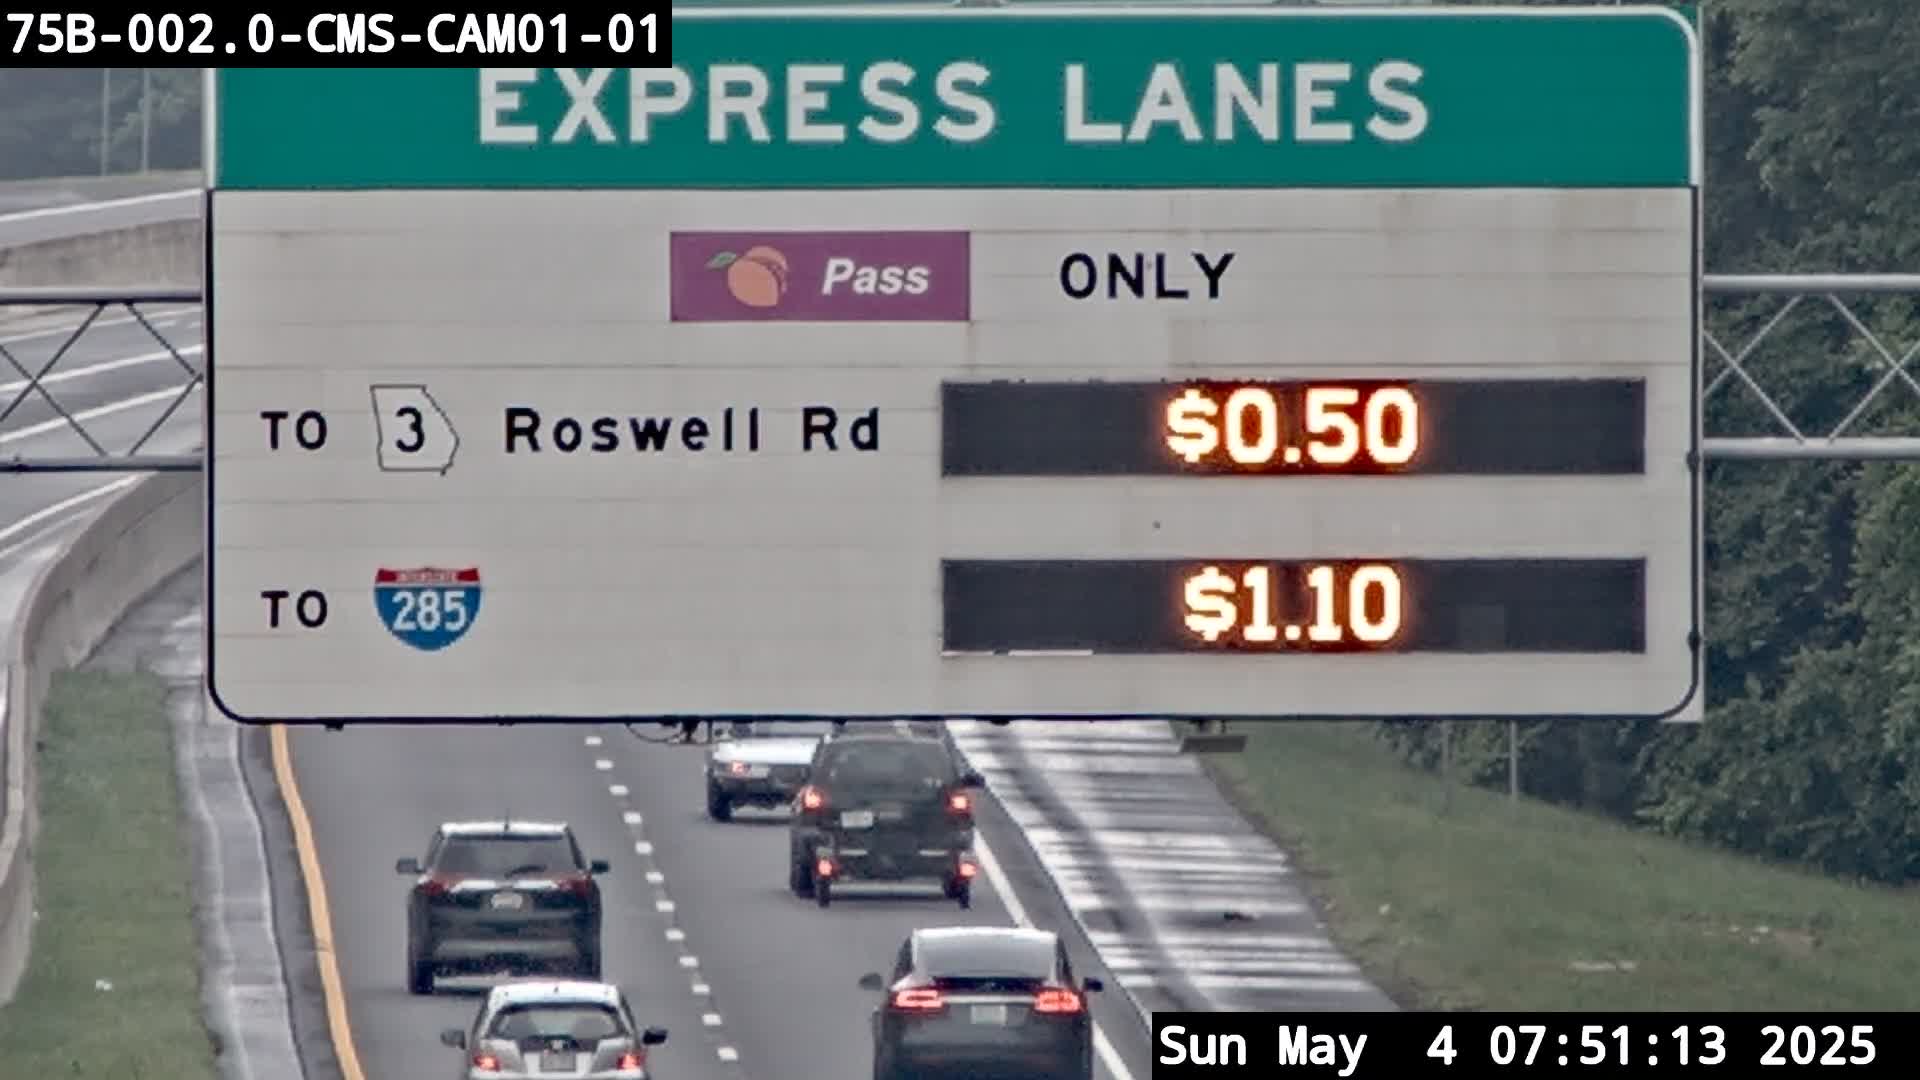 75B-002.0-CMS-CAM01-01
EXPRESS LANES
Pass ONLY
TO 3 Roswell Rd $0.50
INTERSTATE
TO 285 $1.10
Sun May 4 07:51:13 2025